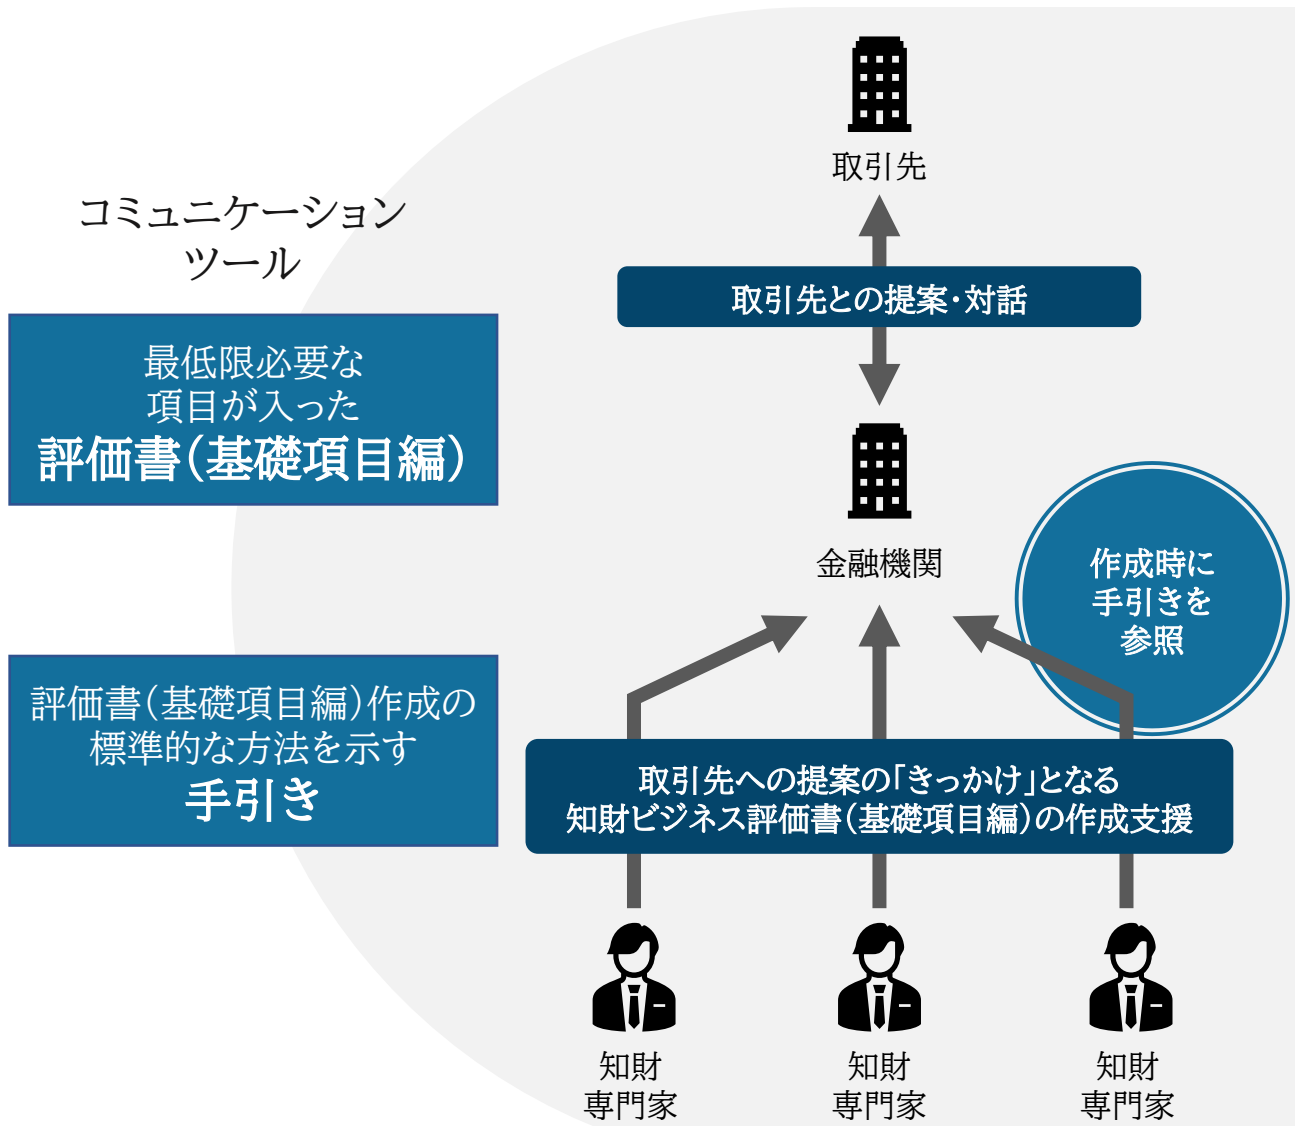 コミュニケーション
ツール
最低限必要な
項目が入った
評価書(基礎項目編)
評価書(基礎項目編)作成の
標準的な方法を示す
手引き
取引先
取引先との提案・対話
金融機関
作成時に
手引きを
参照
取引先への提案の「きっかけ」となる
知財ビジネス評価書(基礎項目編)の作成支援
知財
専門家
知財
専門家
知財
専門家